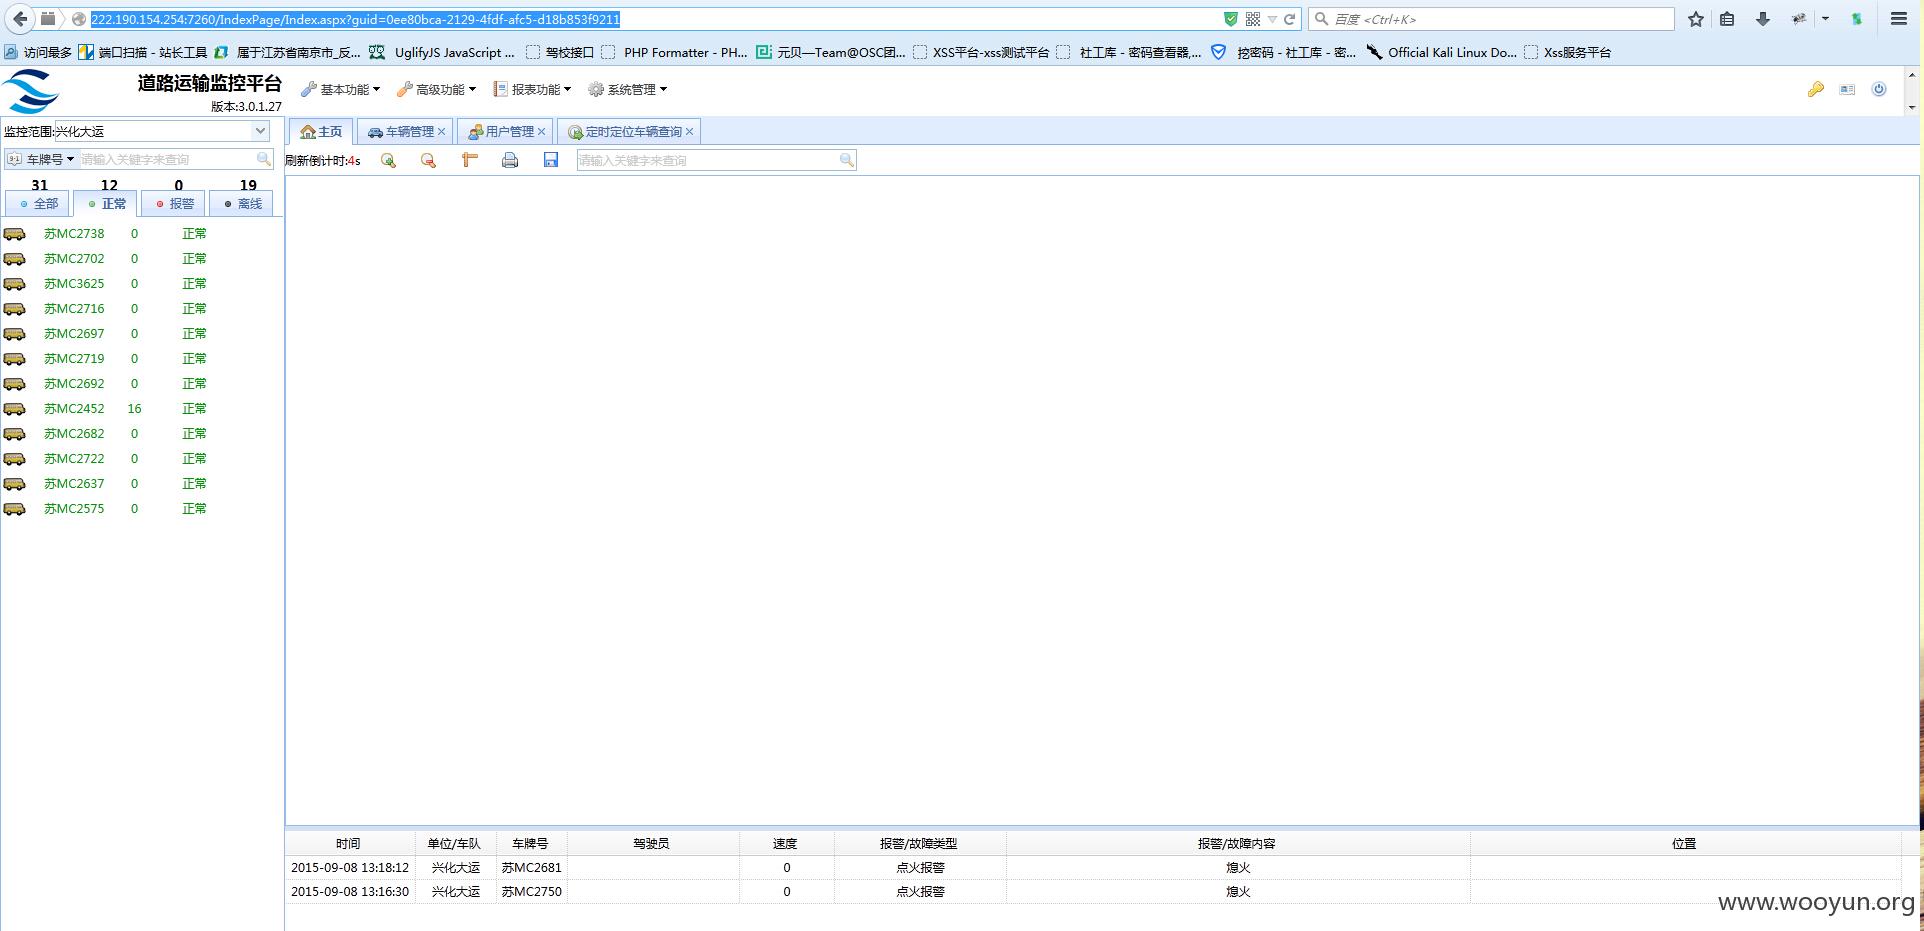 222.190.154.254:7260/IndexPage/Index.aspx?guid=0ee80bca-2129-4fdf-afc5-d18b853f9211
百度 <Ctrl+K>
访问最多 端口扫描 - 站长工具 属于江苏省南京市_反... UglifyJS JavaScript ... 驾校接口 PHP Formatter - PH... 元贝—Team@OSC团... XSS平台-xss测试平台 社工库 - 密码查看器,... 挖密码 - 社工库 - 密... Official Kali Linux Do... Xss服务平台
道路运输监控平台
版本:3.0.1.27
基本功能 高级功能 报表功能 系统管理
监控范围:兴化大运
主页 车辆管理 用户管理 定时定位车辆查询
车牌号 请输入关键字来查询
刷新倒计时:4s 请输入关键字来查询
31 12 0 19
全部 正常 报警 离线
苏MC2738 0 正常
苏MC2702 0 正常
苏MC3625 0 正常
苏MC2716 0 正常
苏MC2697 0 正常
苏MC2719 0 正常
苏MC2692 0 正常
苏MC2452 16 正常
苏MC2682 0 正常
苏MC2722 0 正常
苏MC2637 0 正常
苏MC2575 0 正常
时间 单位/车队 车牌号 驾驶员 速度 报警/故障类型 报警/故障内容 位置
2015-09-08 13:18:12 兴化大运 苏MC2681 0 点火报警 熄火
2015-09-08 13:16:30 兴化大运 苏MC2750 0 点火报警 熄火
www.wooyun.org